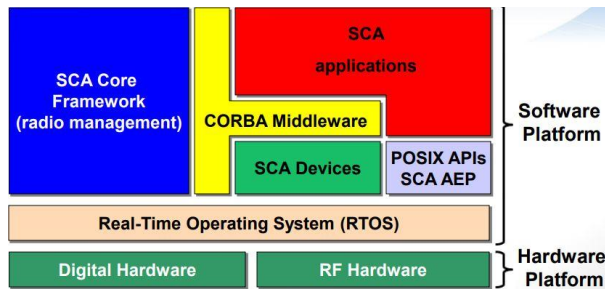 SCA Core
Framework
(radio management)
SCA
applications
CORBA Middleware
SCA Devices
POSIX APIs
SCA AEP
Software
Platform
Real-Time Operating System (RTOS)
Digital Hardware
RF Hardware
Hardware
Platform